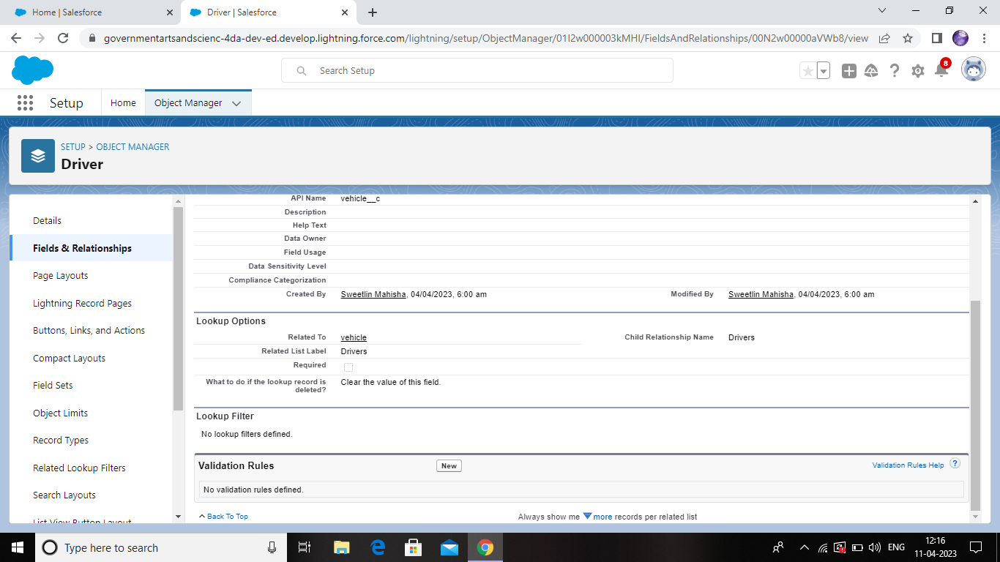 Home | Salesforce
Driver | Salesforce
governmentartsandscienc-4da-dev-ed.develop.lightning.force.com/lightning/setup/ObjectManager/01I2w000003kMHI/FieldsAndRelationships/00N2w00000aVWb8/view
Search Setup
8
Setup
Home
Object Manager
SETUP > OBJECT MANAGER
Driver
Details
Fields & Relationships
Page Layouts
Lightning Record Pages
Buttons, Links, and Actions
Compact Layouts
Field Sets
Object Limits
Record Types
Related Lookup Filters
Search Layouts
List View Button Layout
API Name vehicle__c
Description
Help Text
Data Owner
Field Usage
Data Sensitivity Level
Compliance Categorization
Created By Sweetlin Mahisha, 04/04/2023, 6:00 am Modified By Sweetlin Mahisha, 04/04/2023, 6:00 am
Lookup Options
Related To vehicle Child Relationship Name Drivers
Related List Label Drivers
Required
What to do if the lookup record is deleted? Clear the value of this field.
Lookup Filter
No lookup filters defined.
Validation Rules New Validation Rules Help ?
No validation rules defined.
Back To Top Always show me more records per related list
Type here to search
ENG
12:16
11-04-2023